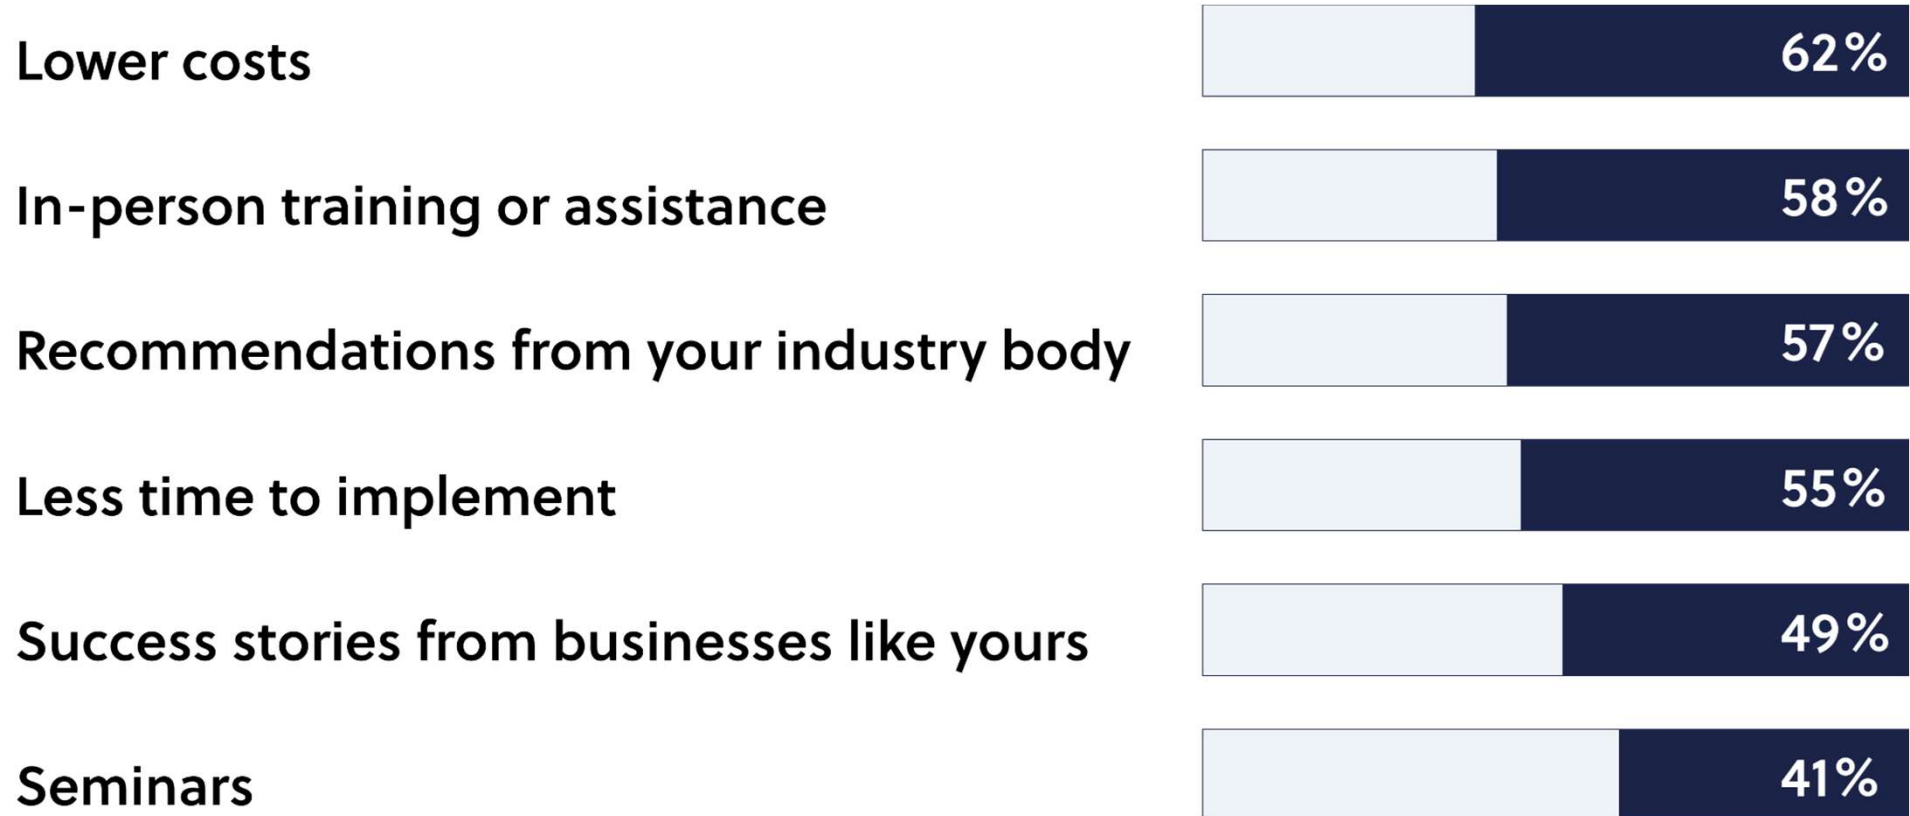 Lower costs 62%
In-person training or assistance 58%
Recommendations from your industry body 57%
Less time to implement 55%
Success stories from businesses like yours 49%
Seminars 41%